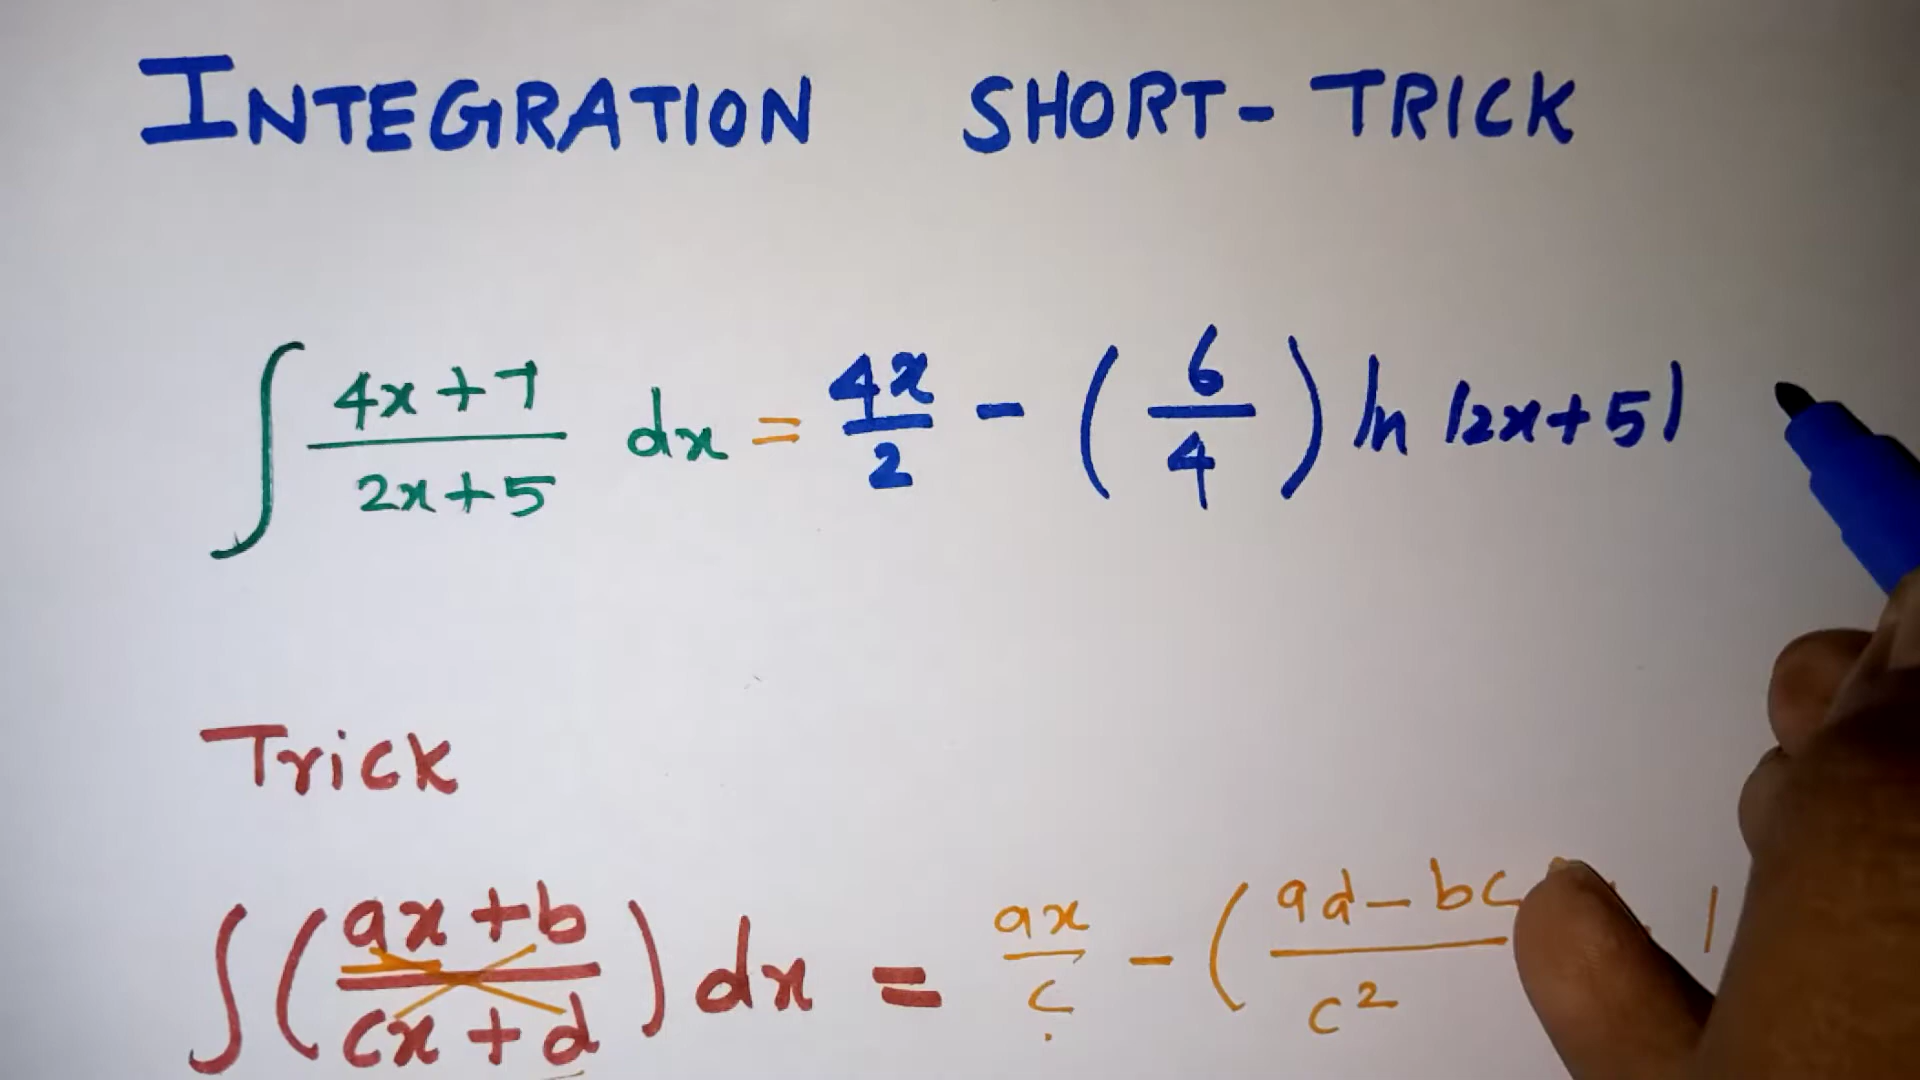 INTEGRATION SHORT-TRICK
∫ (4x+7)/(2x+5) dx = 4x/2 - (6/4) ln |2x+5|
Trick
∫ ((ax+b)/(cx+d)) dx = ax/c - (ad-bc/c²